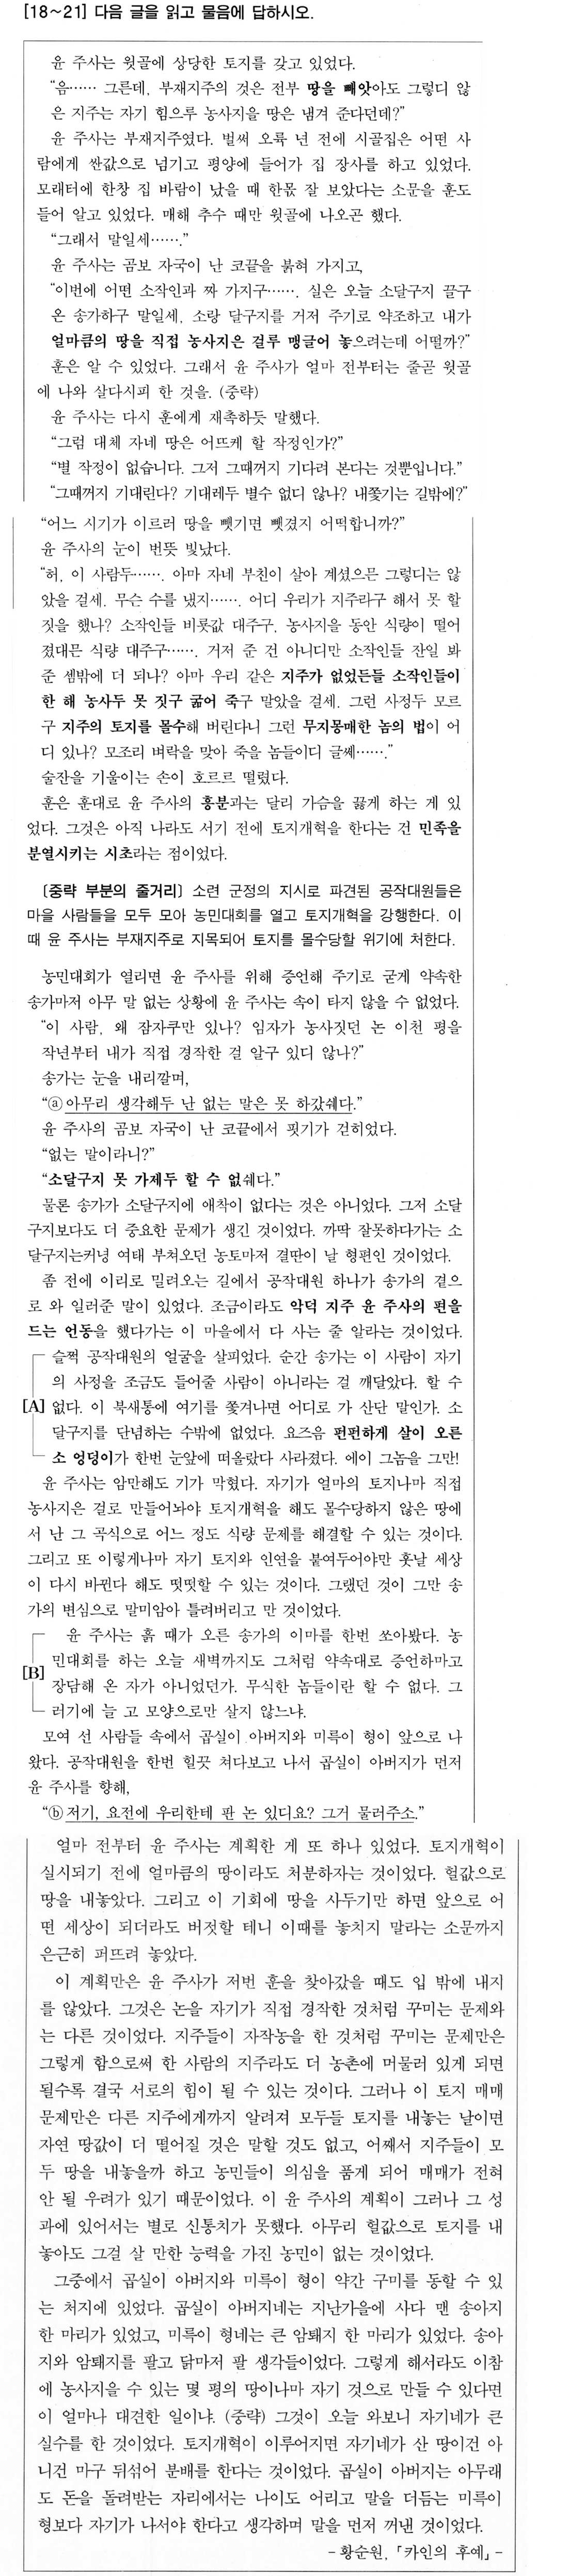 [18~21] 다음 글을 읽고 물음에 답하시오.
윤 주사는 윗골에 상당한 토지를 갖고 있었다.
“음…… 그른데, 부재지주의 것은 전부 땅을 빼앗아도 그렇디 않
은 지주는 자기 힘으루 농사지을 땅은 냄겨 준다던데?”
윤 주사는 부재지주였다. 벌써 오륙 년 전에 시골집은 어떤 사
람에게 싼값으로 넘기고 평양에 들어가 집 장사를 하고 있었다.
모래터에 한창 집 바람이 났을 때 한몫 잘 보았다는 소문을 훈도
들어 알고 있었다. 매해 추수 때만 윗골에 나오곤 했다.
“그래서 말일세…….”
윤 주사는 곰보 자국이 난 코끝을 붉혀 가지고,
“이번에 어떤 소작인과 짜 가지구……. 실은 오늘 소달구지 끌구
온 송가하구 말일세. 소랑 달구지를 거저 주기로 약조하고 내가
얼마큼의 땅을 직접 농사지은 걸루 맹글어 놓으려는데 어떨까?”
훈은 알 수 있었다. 그래서 윤 주사가 얼마 전부터는 줄곧 윗골
에 나와 살다시피 한 것을. (중략)
윤 주사는 다시 훈에게 재촉하듯 말했다.
“그럼 대체 자네 땅은 어뜨케 할 작정인가?”
“별 작정이 없습니다. 그저 그때꺼지 기다려 본다는 것뿐입니다.”
“그때꺼지 기대린다? 기대레두 별수 없디 않나? 내쫓기는 길밖에?”
“어느 시기가 이르러 땅을 뺏기면 뺏겼지 어떡합니까?”
윤 주사의 눈이 번뜻 빛났다.
“허, 이 사람두……. 아마 자네 부친이 살아 계셨으믄 그렇디는 않
았을 걸세. 무슨 수를 냈지……. 어디 우리가 지주라구 해서 못 할
짓을 했나? 소작인들 비룟값 대주구, 농사지을 동안 식량이 떨어
졌대믄 식량 대주구……. 거저 준 건 아니디만 소작인들 잔일 봐
준 셈밖에 더 되나? 아마 우리 같은 지주가 없었든들 소작인들이
한 해 농사두 못 짓구 굶어 죽구 말았을 걸세. 그런 사정두 모르
구 지주의 토지를 몰수해 버린다니 그런 무지몽매한 놈의 법이 어
디 있나? 모조리 벼락을 맞아 죽을 놈들이디 글쎄…….”
술잔을 기울이는 손이 호르르 떨렸다.
훈은 훈대로 윤 주사의 흥분과는 달리 가슴을 끓게 하는 게 있
었다. 그것은 아직 나라도 서기 전에 토지개혁을 한다는 건 민족을
분열시키는 시초라는 점이었다.
[중략 부분의 줄거리] 소련 군정의 지시로 파견된 공작대원들은
마을 사람들을 모두 모아 농민대회를 열고 토지개혁을 강행한다. 이
때 윤 주사는 부재지주로 지목되어 토지를 몰수당할 위기에 처한다.
농민대회가 열리면 윤 주사를 위해 증언해 주기로 굳게 약속한
송가마저 아무 말 없는 상황에 윤 주사는 속이 타지 않을 수 없었다.
“이 사람, 왜 잠자쿠만 있나? 임자가 농사짓던 논 이천 평을
작년부터 내가 직접 경작한 걸 알구 있디 않나?”
송가는 눈을 내리깔며,
“ⓐ 아무리 생각해두 난 없는 말은 못 하갔쉐다.”
윤 주사의 곰보 자국이 난 코끝에서 핏기가 걷히었다.
“없는 말이라니?”
“소달구지 못 가제두 할 수 없쉐다.”
물론 송가가 소달구지에 애착이 없다는 것은 아니었다. 그저 소달
구지보다도 더 중요한 문제가 생긴 것이었다. 까딱 잘못하다가는 소
달구지는커녕 여태 부쳐오던 농토마저 결딴이 날 형편인 것이었다.
좀 전에 이리로 밀려오는 길에서 공작대원 하나가 송가의 곁으
로 와 일러준 말이 있었다. 조금이라도 악덕 지주 윤 주사의 편을
드는 언동을 했다가는 이 마을에서 다 사는 줄 알라는 것이었다.
슬쩍 공작대원의 얼굴을 살피었다. 순간 송가는 이 사람이 자기
의 사정을 조금도 들어줄 사람이 아니라는 걸 깨달았다. 할 수
[A] 없다. 이 북새통에 여기를 쫓겨나면 어디로 가 산단 말인가. 소
달구지를 단념하는 수밖에 없었다. 요즈음 펀펀하게 살이 오른
소 엉덩이가 한번 눈앞에 떠올랐다 사라졌다. 에이 그놈을 그만!
윤 주사는 암만해도 기가 막혔다. 자기가 얼마의 토지나마 직접
농사지은 걸로 만들어놔야 토지개혁을 해도 몰수당하지 않은 땅에
서 난 그 곡식으로 어느 정도 식량 문제를 해결할 수 있는 것이다.
그리고 또 이렇게나마 자기 토지와 인연을 붙여두어야만 훗날 세상
이 다시 바뀐다 해도 떳떳할 수 있는 것이다. 그랬던 것이 그만 송
가의 변심으로 말미암아 틀려버리고 만 것이었다.
윤 주사는 흙 때가 오른 송가의 이마를 한번 쏘아봤다. 농
[B] 민대회를 하는 오늘 새벽까지도 그처럼 약속대로 증언하마고
장담해 온 자가 아니었던가. 무식한 놈들이란 할 수 없다. 그
러기에 늘 고 모양으로만 살지 않느냐.
모여 선 사람들 속에서 곱실이 아버지와 미륵이 형이 앞으로 나
왔다. 공작대원을 한번 힐끗 쳐다보고 나서 곱실이 아버지가 먼저
윤 주사를 향해,
“ⓑ 저기, 요전에 우리한테 판 논 있디요? 그거 물러주소.”
얼마 전부터 윤 주사는 계획한 게 또 하나 있었다. 토지개혁이
실시되기 전에 얼마큼의 땅이라도 처분하자는 것이었다. 헐값으로
땅을 내놓았다. 그리고 이 기회에 땅을 사두기만 하면 앞으로 어
떤 세상이 되더라도 버젓할 테니 이때를 놓치지 말라는 소문까지
은근히 퍼뜨려 놓았다.
이 계획만은 윤 주사가 저번 훈을 찾아갔을 때도 입 밖에 내지
를 않았다. 그것은 논을 자기가 직접 경작한 것처럼 꾸미는 문제와
는 다른 것이었다. 지주들이 자작농을 한 것처럼 꾸미는 문제만은
그렇게 함으로써 한 사람의 지주라도 더 농촌에 머물러 있게 되면
될수록 결국 서로의 힘이 될 수 있는 것이다. 그러나 이 토지 매매
문제만은 다른 지주에게까지 알려져 모두들 토지를 내놓는 날이면
자연 땅값이 더 떨어질 것은 말할 것도 없고, 어째서 지주들이 모
두 땅을 내놓을까 하고 농민들이 의심을 품게 되어 매매가 전혀
안 될 우려가 있기 때문이었다. 이 윤 주사의 계획이 그러나 그 성
과에 있어서는 별로 신통치가 못했다. 아무리 헐값으로 토지를 내
놓아도 그걸 살 만한 능력을 가진 농민이 없는 것이었다.
그중에서 곱실이 아버지와 미륵이 형이 약간 구미를 동할 수 있
는 처지에 있었다. 곱실이 아버지네는 지난가을에 사다 맨 송아지
한 마리가 있었고, 미륵이 형네는 큰 암퇘지 한 마리가 있었다. 송아
지와 암퇘지를 팔고 닭마저 팔 생각들이었다. 그렇게 해서라도 이참
에 농사지을 수 있는 몇 평의 땅이나마 자기 것으로 만들 수 있다면
이 얼마나 대견한 일이냐. (중략) 그것이 오늘 와보니 자기네가 큰
실수를 한 것이었다. 토지개혁이 이루어지면 자기네가 산 땅이건 아
니건 마구 뒤섞어 분배를 한다는 것이었다. 곱실이 아버지는 아무래
도 돈을 돌려받는 자리에서는 나이도 어리고 말을 더듬는 미륵이
형보다 자기가 나서야 한다고 생각하며 말을 먼저 꺼낸 것이었다.
- 황순원, 「카인의 후예」 -